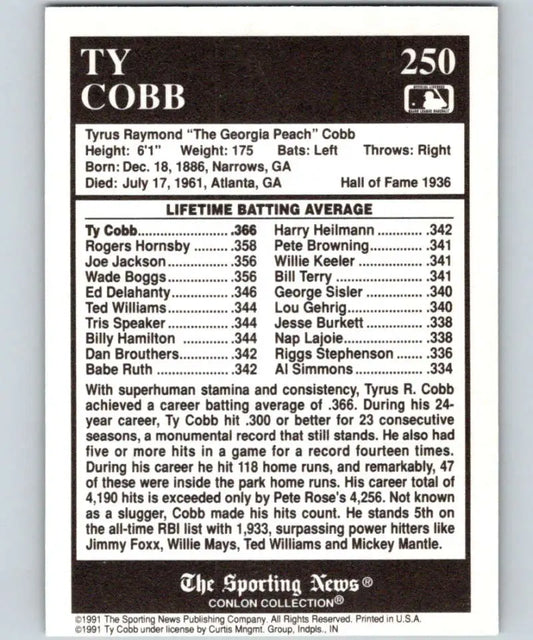 TY
COBB
250
Tyrus Raymond "The Georgia Peach" Cobb
Height: 6'1" Weight: 175 Bats: Left Throws: Right
Born: Dec. 18, 1886, Narrows, GA
Died: July 17, 1961, Atlanta, GA Hall of Fame 1936
LIFETIME BATTING AVERAGE
Ty Cobb.....................366
Rogers Hornsby .........358
Joe Jackson...............356
Wade Boggs..............356
Ed Delahanty..............346
Ted Williams...............344
Tris Speaker...............344
Billy Hamilton .............344
Dan Brouthers............342
Babe Ruth .................342
Harry Heilmann ...........342
Pete Browning.............341
Willie Keeler ...............341
Bill Terry .....................341
George Sisler ..............340
Lou Gehrig...................340
Jesse Burkett ..............338
Nap Lajoie...................338
Riggs Stephenson .......336
Al Simmons .................334
With superhuman stamina and consistency, Tyrus R. Cobb
achieved a career batting average of .366. During his 24-
year career, Ty Cobb hit .300 or better for 23 consecutive
seasons, a monumental record that still stands. He also had
five or more hits in a game for a record fourteen times.
During his career he hit 118 home runs, and remarkably, 47
of these were inside the park home runs. His career total of
4,190 hits is exceeded only by Pete Rose's 4,256. Not known
as a slugger, Cobb made his hits count. He stands 5th on
the all-time RBI list with 1,933, surpassing power hitters like
Jimmy Foxx, Willie Mays, Ted Williams and Mickey Mantle.
The Sporting News®
CONLON COLLECTION®
©1991 The Sporting News Publishing Company. All Rights Reserved. Printed in U.S.A.
©1991 Ty Cobb under license by Curtis Mngmt. Group, Indpls., IN